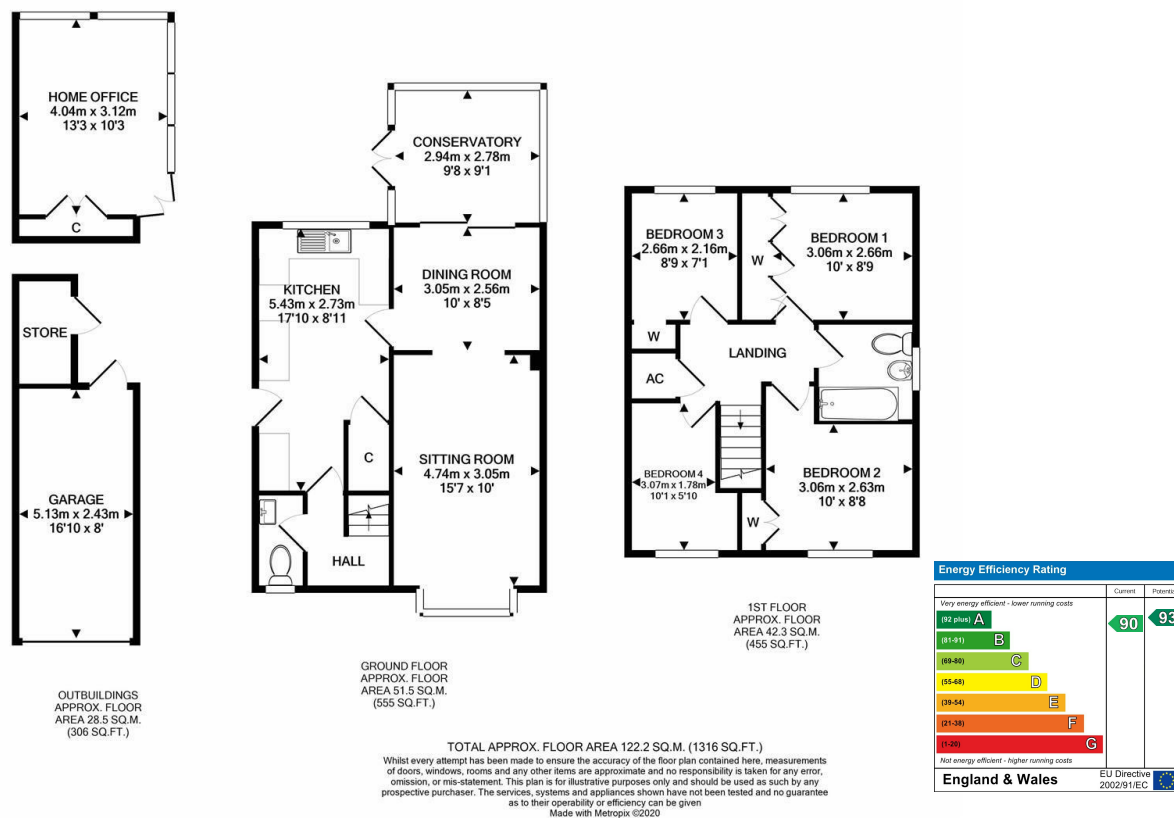 HOME OFFICE
4.04m x 3.12m
13'3 x 10'3
C
STORE
GARAGE
5.13m x 2.43m
16'10 x 8'
OUTBUILDINGS
APPROX. FLOOR
AREA 28.5 SQ.M.
(306 SQ.FT.)
CONSERVATORY
2.94m x 2.78m
9'8 x 9'1
KITCHEN
5.43m x 2.73m
17'10 x 8'11
DINING ROOM
3.05m x 2.56m
10' x 8'5
C
SITTING ROOM
4.74m x 3.05m
15'7 x 10'
HALL
GROUND FLOOR
APPROX. FLOOR
AREA 51.5 SQ.M.
(555 SQ.FT.)
BEDROOM 3
2.66m x 2.16m
8'9 x 7'1
W
BEDROOM 1
3.06m x 2.66m
10' x 8'9
W
LANDING
AC
BEDROOM 4
3.07m x 1.78m
10'1 x 5'10
BEDROOM 2
3.06m x 2.63m
10' x 8'8
W
1ST FLOOR
APPROX. FLOOR
AREA 42.3 SQ.M.
(455 SQ.FT.)
TOTAL APPROX. FLOOR AREA 122.2 SQ.M. (1316 SQ.FT.)
Whilst every attempt has been made to ensure the accuracy of the floor plan contained here, measurements
of doors, windows, rooms and any other items are approximate and no responsibility is taken for any error,
omission, or mis-statement. This plan is for illustrative purposes only and should be used as such by any
prospective purchaser. The services, systems and appliances shown have not been tested and no guarantee
as to their operability or efficiency can be given
Made with Metropix ©2020
Energy Efficiency Rating
Current Potentia
Very energy efficient - lower running costs
(92 plus) A
(81-91) B
(69-80) C
(55-68) D
(39-54) E
(21-38) F
(1-20) G
90 93
Not energy efficient - higher running costs
England & Wales
EU Directive
2002/91/EC